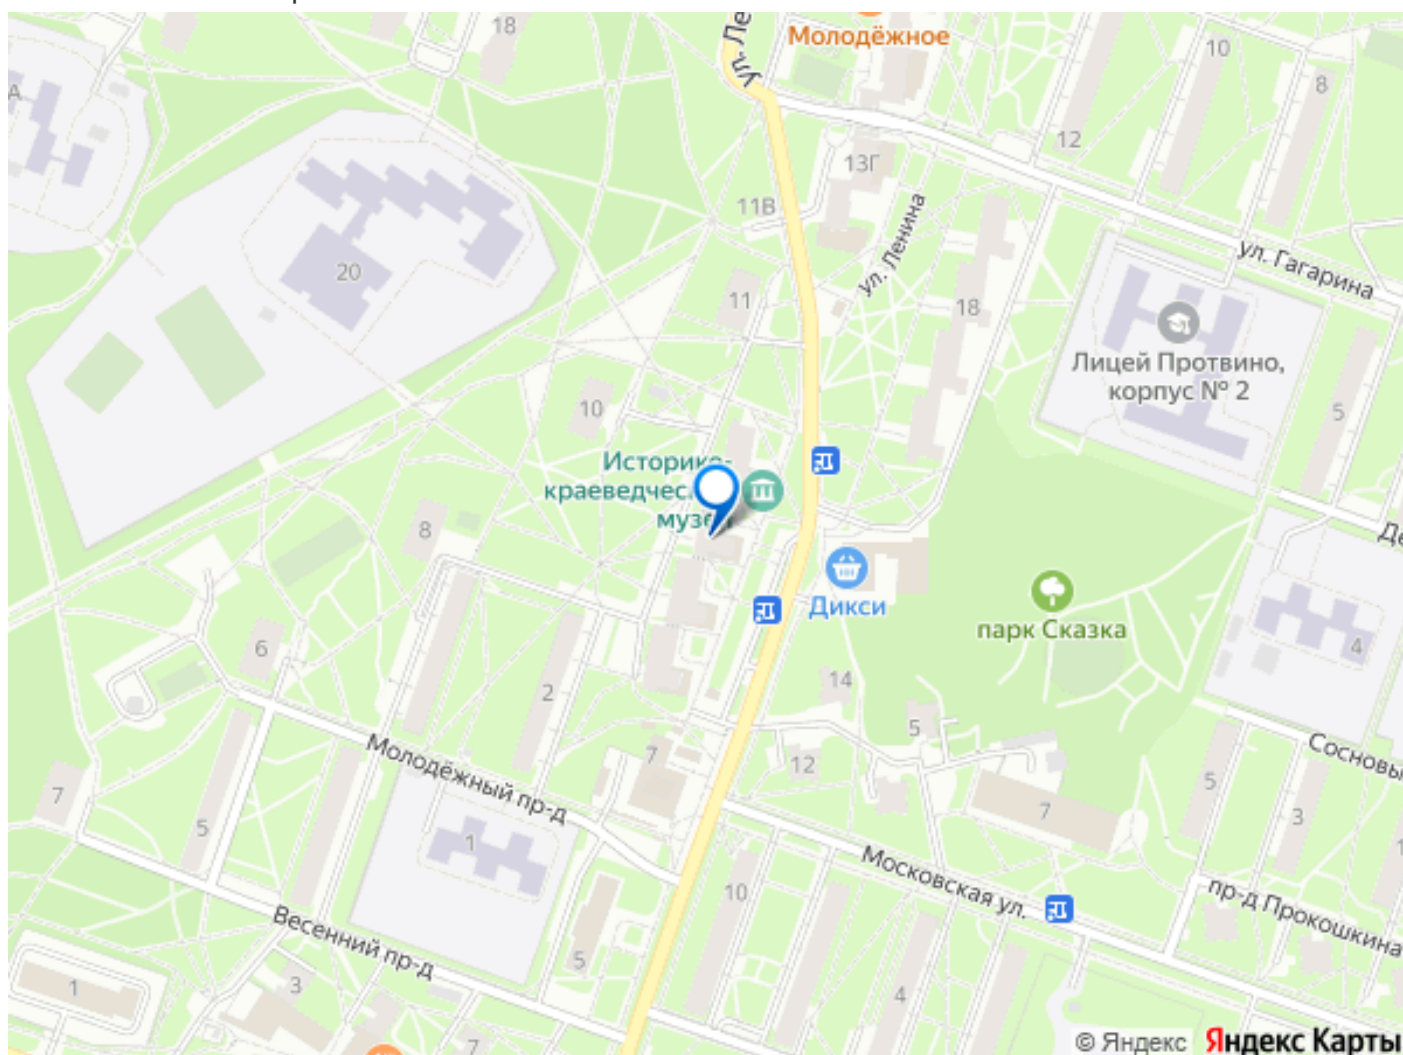 18
ул. Ле
Молодёжное
10
8
А
12
13Г
11В
ул. Ленина
ул. Гагарина
20
11
18
Лицей Протвино,
корпус № 2
10
5
Историко-
краеведческ
музей
8
Де
Дикси
парк Сказка
4
6
2
14
5
7
12
Молодёжный пр-д
Сосновы
5
7
3
7
5
1
1
Московская ул.
10
пр-д Прокошкина
Весенний пр-д
5
1
3
4
7
© Яндекс Яндекс Карты